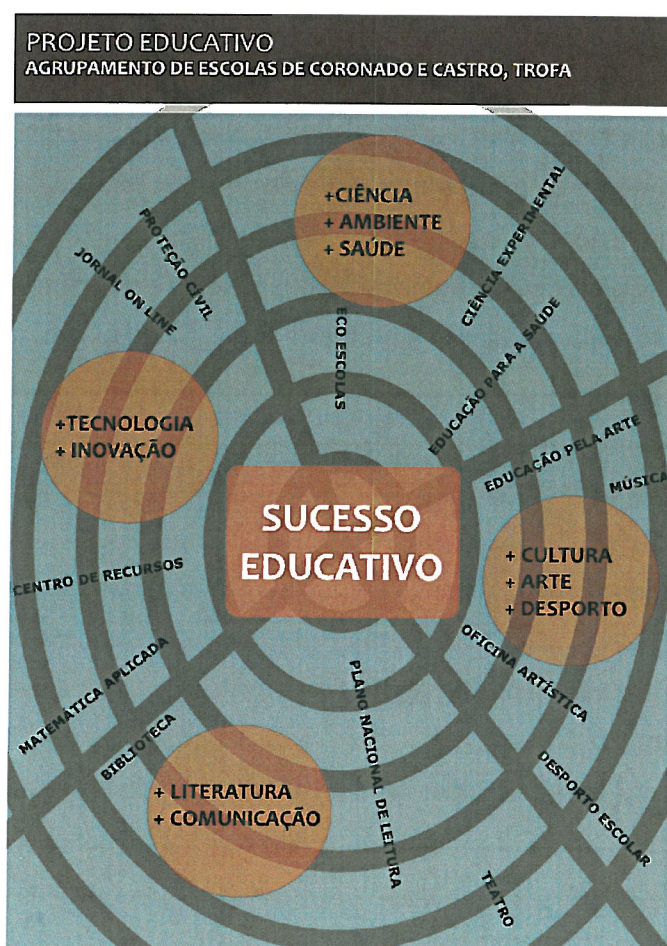 PROJETO EDUCATIVO
AGRUPAMENTO DE ESCOLAS DE CORONADO E CASTRO, TROFA
+CIÊNCIA
+ AMBIENTE
+ SAÚDE
CIÊNCIA EXPERIMENTAL
PROTEÇÃO CÍVIL
JORNAL ON LINE
ECO ESCOLAS
EDUCAÇÃO PARA A SAÚDE
+TECNOLOGIA
+ INOVAÇÃO
EDUCAÇÃO PELA ARTE
MÚSICA
SUCESSO
EDUCATIVO
+ CULTURA
+ ARTE
+ DESPORTO
CENTRO DE RECURSOS
OFICINA ARTÍSTICA
MATEMÁTICA APLICADA
BIBLIOTECA
PLANO NACIONAL DE LEITURA
+ LITERATURA
+ COMUNICAÇÃO
DESPORTO ESCOLAR
TEATRO